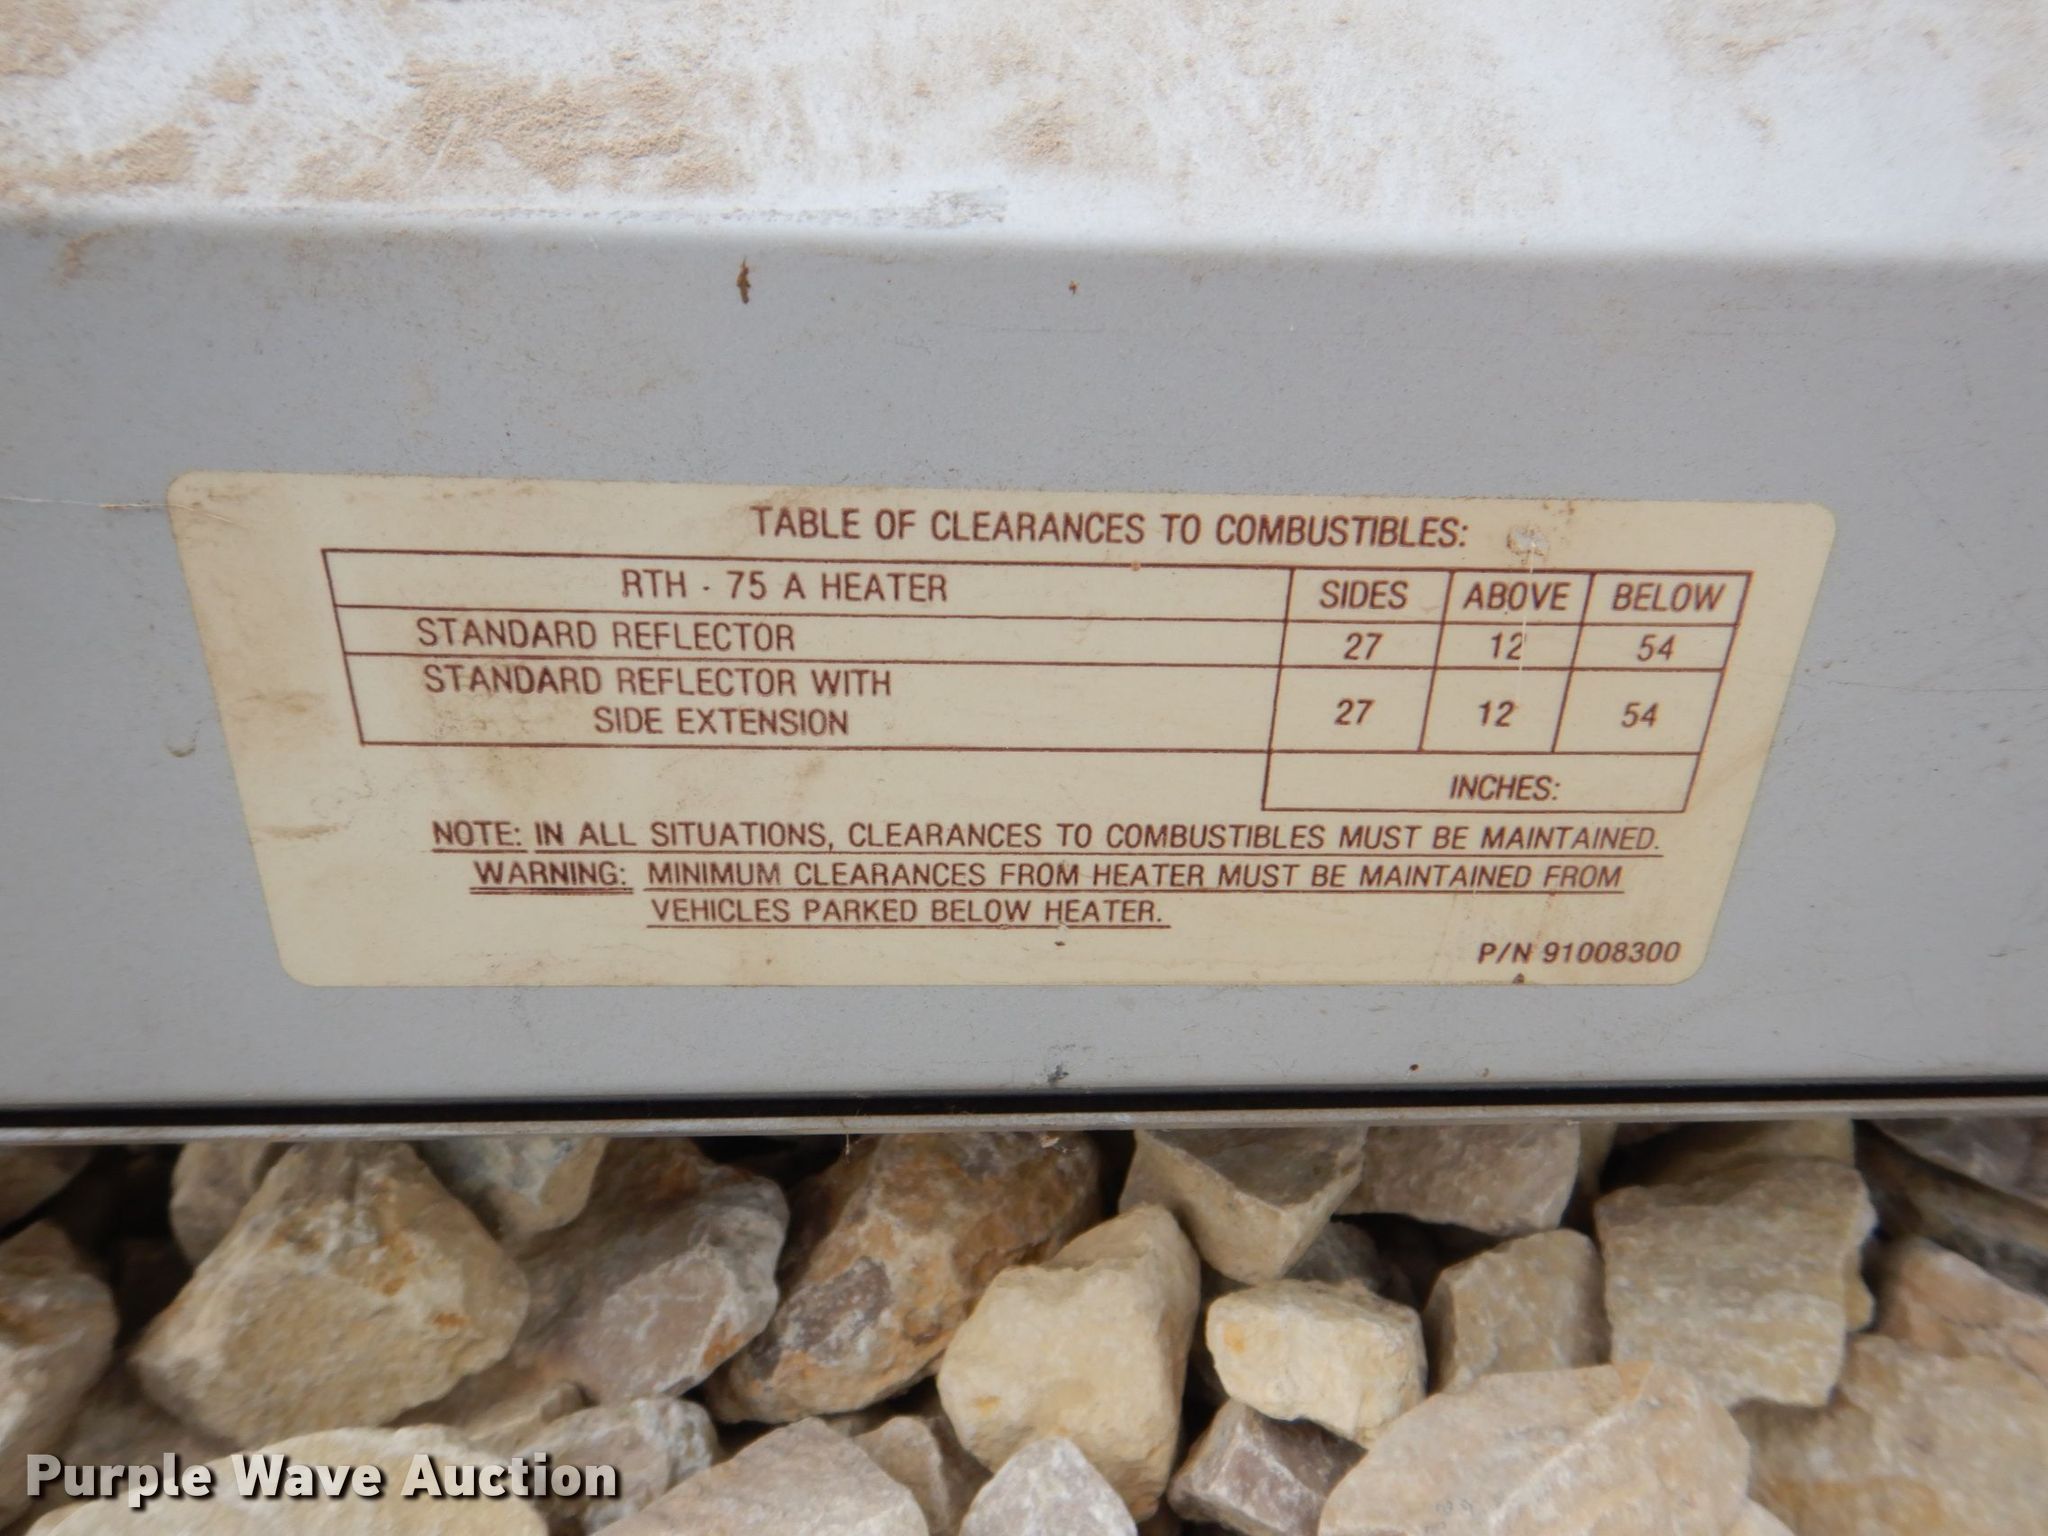 TABLE OF CLEARANCES TO COMBUSTIBLES:
RTH - 75 A HEATER SIDES ABOVE BELOW
STANDARD REFLECTOR 27 12 54
STANDARD REFLECTOR WITH
SIDE EXTENSION 27 12 54
INCHES:
NOTE: IN ALL SITUATIONS, CLEARANCES TO COMBUSTIBLES MUST BE MAINTAINED.
WARNING: MINIMUM CLEARANCES FROM HEATER MUST BE MAINTAINED FROM
VEHICLES PARKED BELOW HEATER.
P/N 91008300
Purple Wave Auction